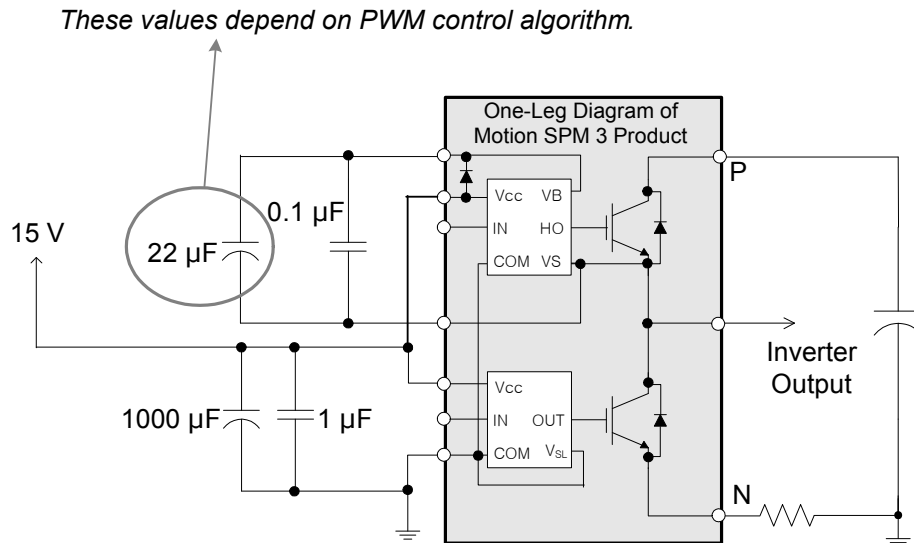 These values depend on PWM control algorithm.
One-Leg Diagram of
Motion SPM 3 Product
P
Vcc VB
0.1 µF
IN HO
15 V
22 µF
COM VS
Inverter
Output
Vcc
1000 µF
1 µF
IN OUT
COM VSL
N